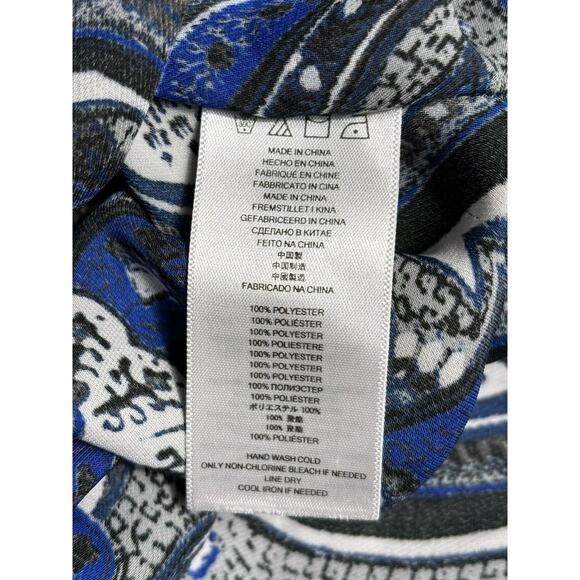 MADE IN CHINA
HECHO EN CHINA
FABRIQUÉ EN CHINE
FABBRICATO IN CINA
MADE IN CHINA
FREMSTILLET I KINA
GEFABRICEERD IN CHINA
СДЕЛАНО В КИТАЕ
FEITO NA CHINA
中国製
中国制造
中國製造
FABRICADO NA CHINA
100% POLYESTER
100% POLIÉSTER
100% POLYESTER
100% POLIESTERE
100% POLYESTER
100% POLYESTER
100% POLYESTER
100% ПОЛИЭСТЕР
100% POLIÉSTER
ポリエステル 100%
100% 聚酯
100% 聚酯
100% POLIÉSTER
HAND WASH COLD
ONLY NON-CHLORINE BLEACH IF NEEDED
LINE DRY
COOL IRON IF NEEDED